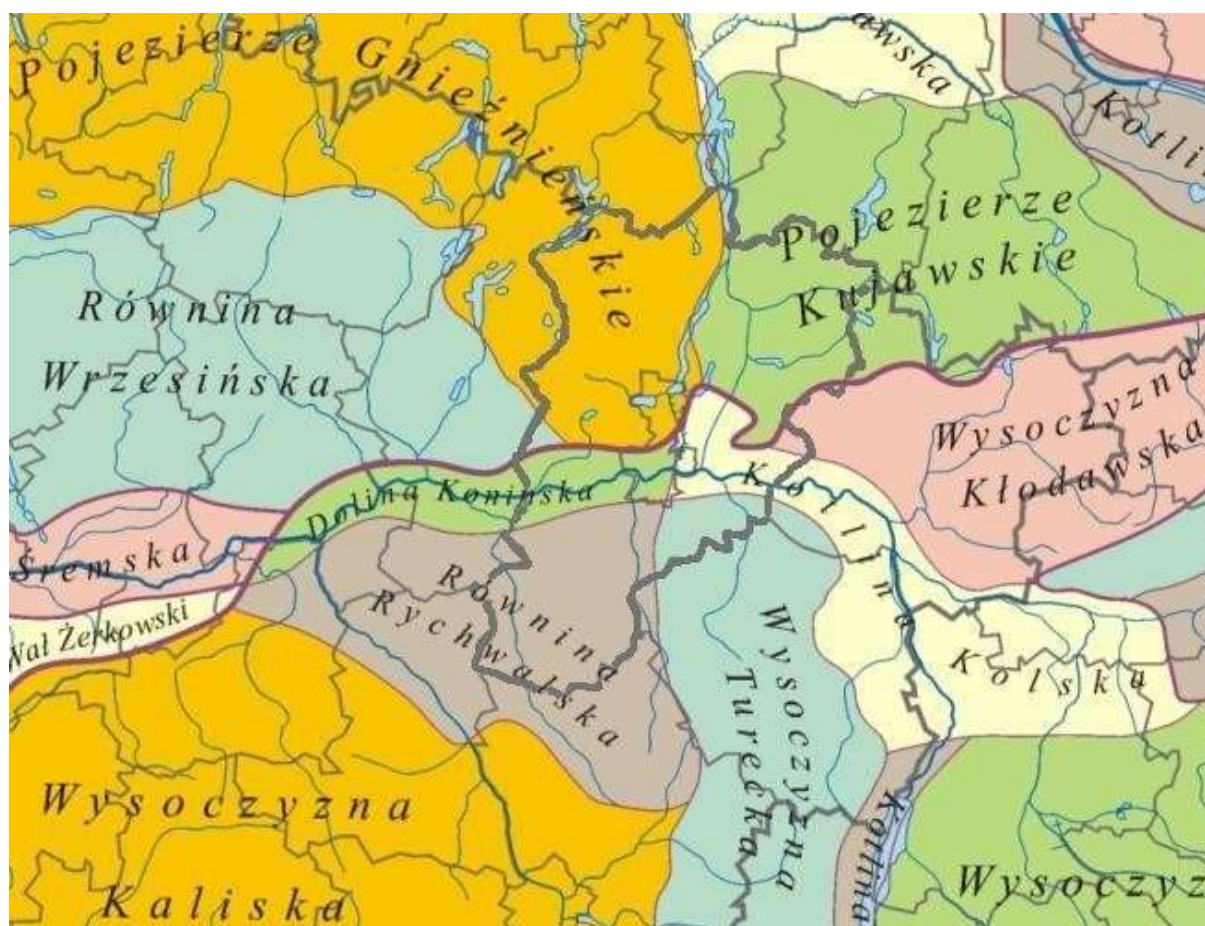 Pojezierze
Gnieźnieńskie
awska
Kotli
Pojezierze
Kujawskie
Równina
Wrzesińska
Wysoczyzna
Kłodawska
Dolina Konińska
Kotlina
Kolska
Śremska
Wał Żerkowski
Równina
Rychwalska
Wysoczyzna
Turecka
Wysoczyzna
Kaliska
Kotlina
Wysoczyz